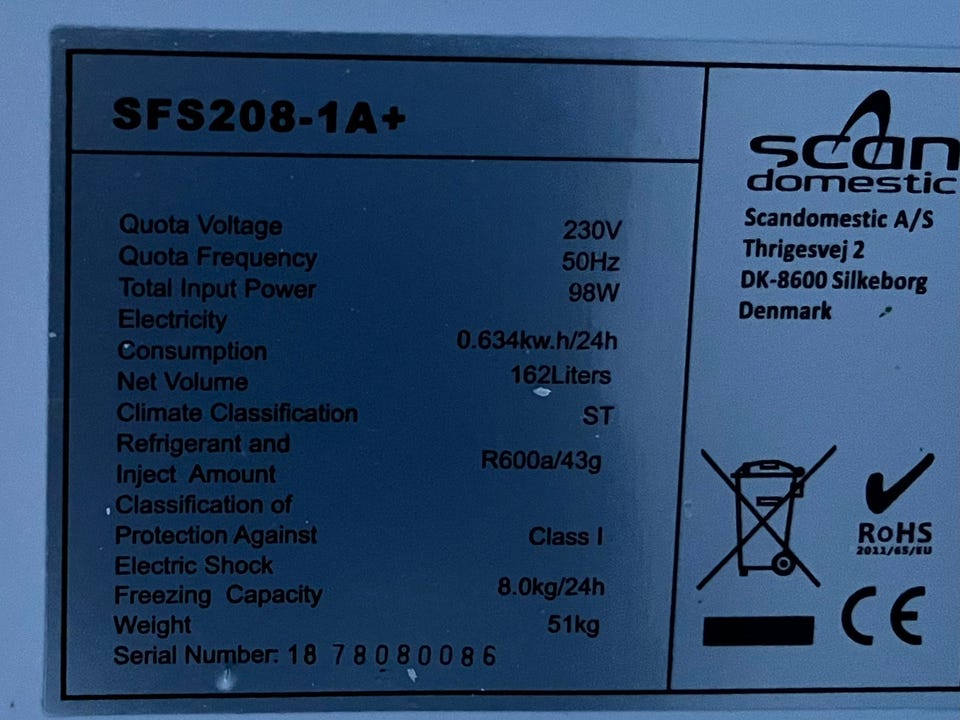 SFS208-1A+
Quota Voltage 230V
Quota Frequency 50Hz
Total Input Power 98W
Electricity
Consumption 0.634kw.h/24h
Net Volume 162Liters
Climate Classification ST
Refrigerant and
Inject Amount R600a/43g
Classification of
Protection Against Class I
Electric Shock
Freezing Capacity 8.0kg/24h
Weight 51kg
Serial Number: 18 78080086
scan
domestic
Scandomestic A/S
Thrigesvej 2
DK-8600 Silkeborg
Denmark
RoHS
2011/65/EU
CE